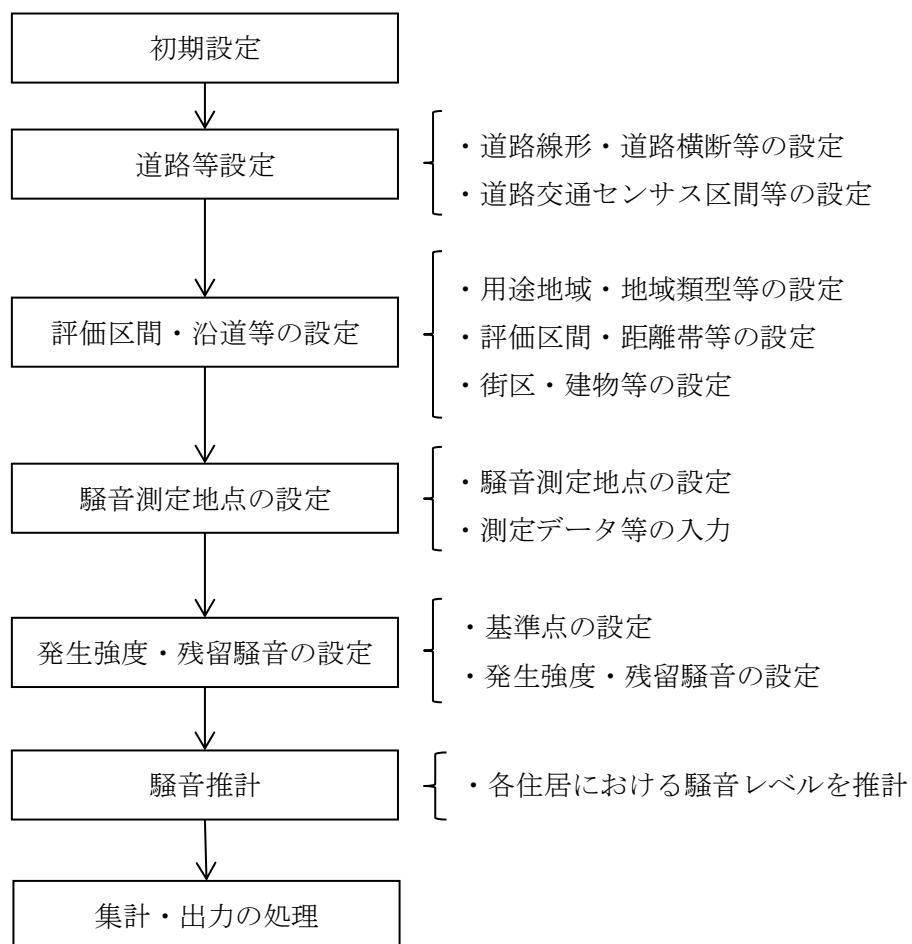 初期設定
道路等設定
・道路線形・道路横断等の設定
・道路交通センサス区間等の設定
評価区間・沿道等の設定
・用途地域・地域類型等の設定
・評価区間・距離帯等の設定
・街区・建物等の設定
騒音測定地点の設定
・騒音測定地点の設定
・測定データ等の入力
発生強度・残留騒音の設定
・基準点の設定
・発生強度・残留騒音の設定
騒音推計
・各住居における騒音レベルを推計
集計・出力の処理